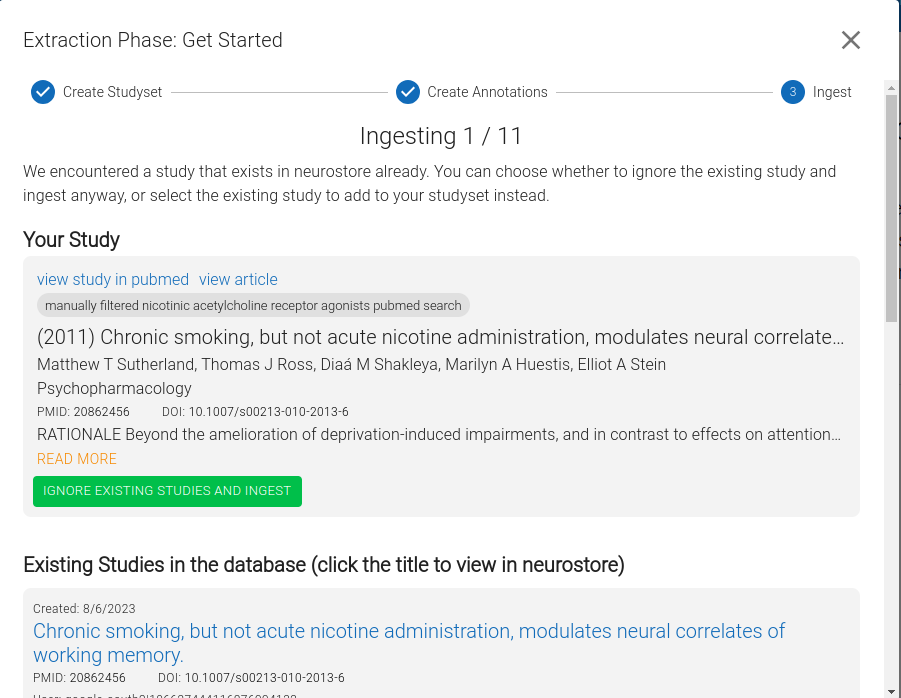 Extraction Phase: Get Started
Create Studyset
Create Annotations
3
Ingest
Ingesting 1 / 11
We encountered a study that exists in neurostore already. You can choose whether to ignore the existing study and
ingest anyway, or select the existing study to add to your studyset instead.
Your Study
view study in pubmed view article
manually filtered nicotinic acetylcholine receptor agonists pubmed search
(2011) Chronic smoking, but not acute nicotine administration, modulates neural correlate...
Matthew T Sutherland, Thomas J Ross, Diaá M Shakleya, Marilyn A Huestis, Elliot A Stein
Psychopharmacology
PMID: 20862456 DOI: 10.1007/s00213-010-2013-6
RATIONALE Beyond the amelioration of deprivation-induced impairments, and in contrast to effects on attention...
READ MORE
IGNORE EXISTING STUDIES AND INGEST
Existing Studies in the database (click the title to view in neurostore)
Created: 8/6/2023
Chronic smoking, but not acute nicotine administration, modulates neural correlates of
working memory.
PMID: 20862456 DOI: 10.1007/s00213-010-2013-6